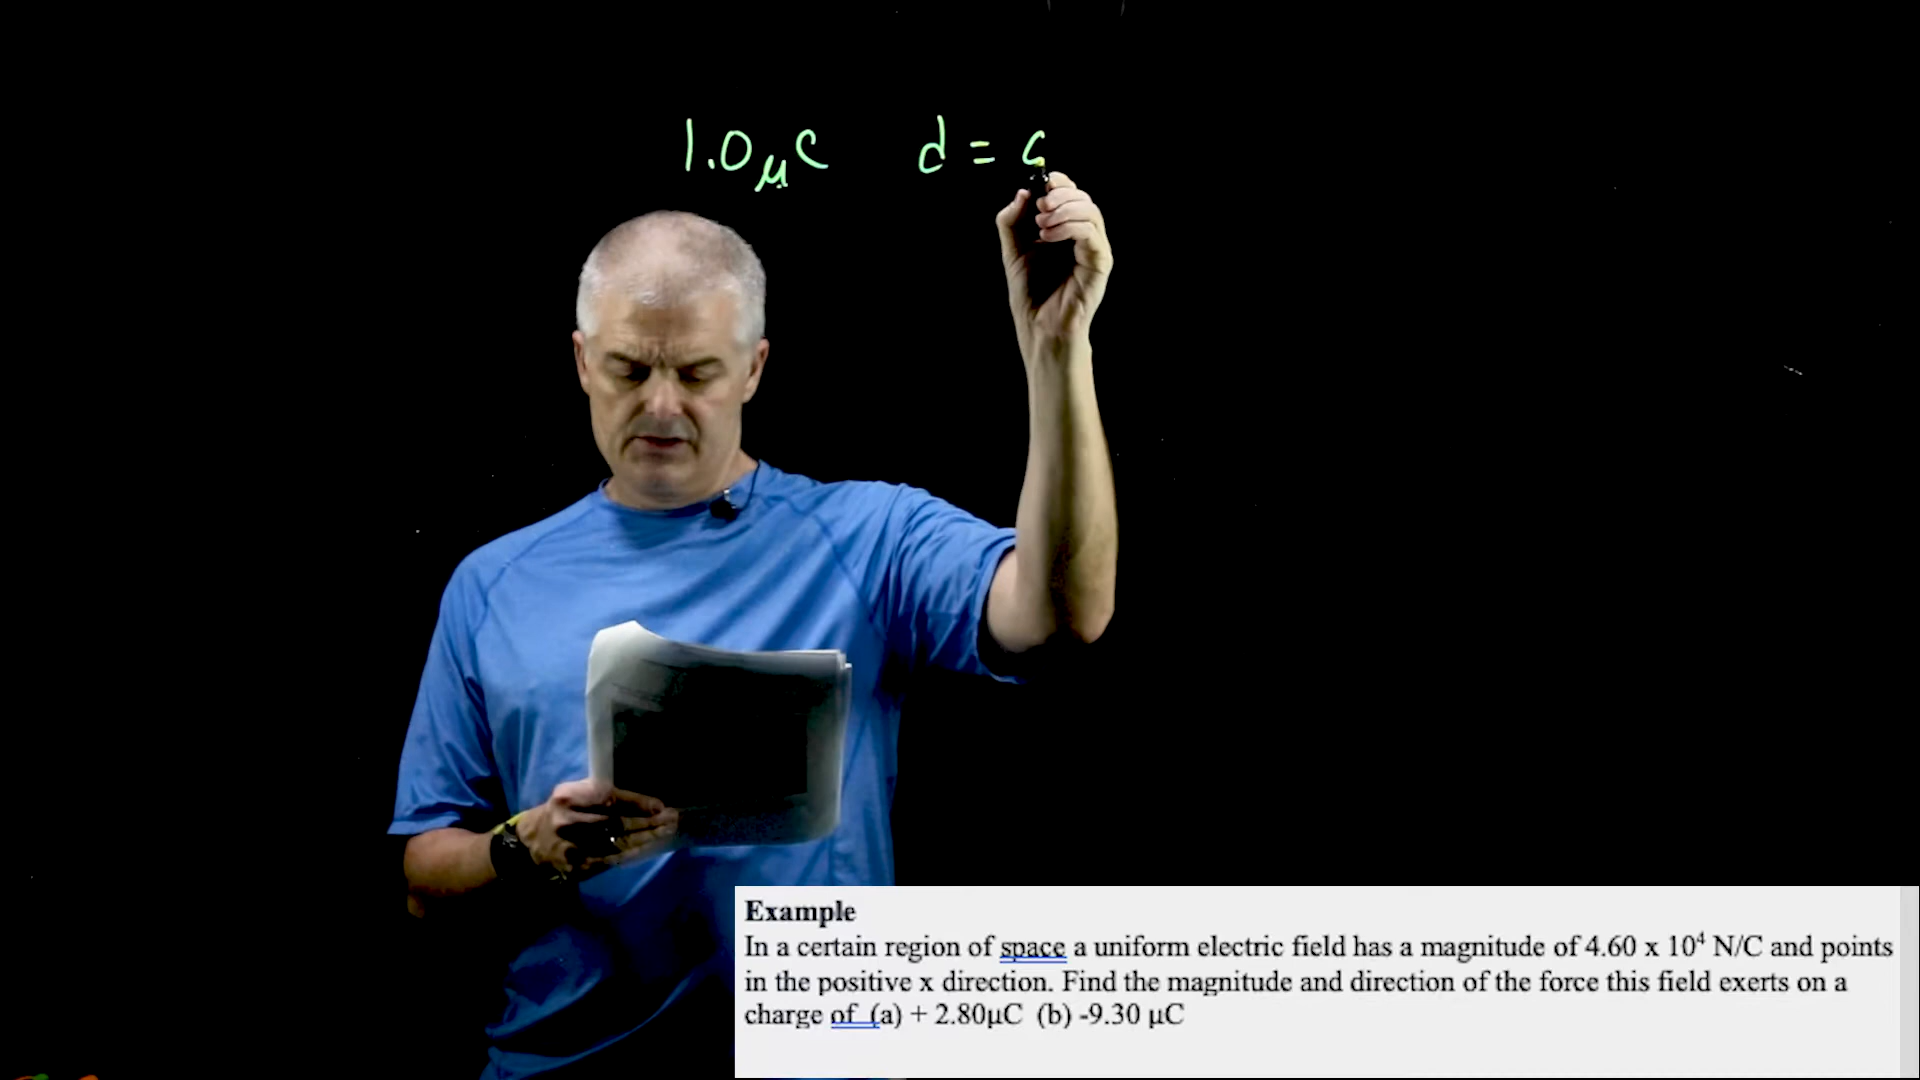 1.0μC d =
Example
In a certain region of space a uniform electric field has a magnitude of 4.60 x 10⁴ N/C and points
in the positive x direction. Find the magnitude and direction of the force this field exerts on a
charge of (a) + 2.80μC (b) -9.30 μC